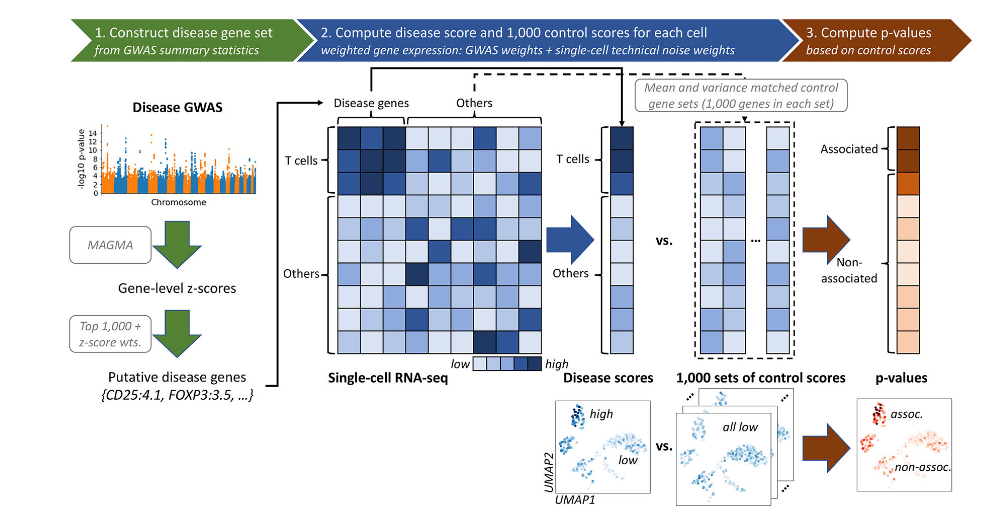 1. Construct disease gene set
from GWAS summary statistics
2. Compute disease score and 1,000 control scores for each cell
weighted gene expression: GWAS weights + single-cell technical noise weights
3. Compute p-values
based on control scores
Disease GWAS
-log10 p-value
14
12
10
8
6
4
2
0
Chromosome
MAGMA
Gene-level z-scores
Top 1,000 +
z-score wts.
Putative disease genes
{CD25:4.1, FOXP3:3.5, ...}
Disease genes
Others
Mean and variance matched control
gene sets (1,000 genes in each set)
T cells
Others
low
high
Single-cell RNA-seq
T cells
Others
vs.
...
Associated
Non-
associated
Disease scores
1,000 sets of control scores
p-values
high
low
UMAP2
UMAP1
vs.
...
all low
...
assoc.
non-assoc.